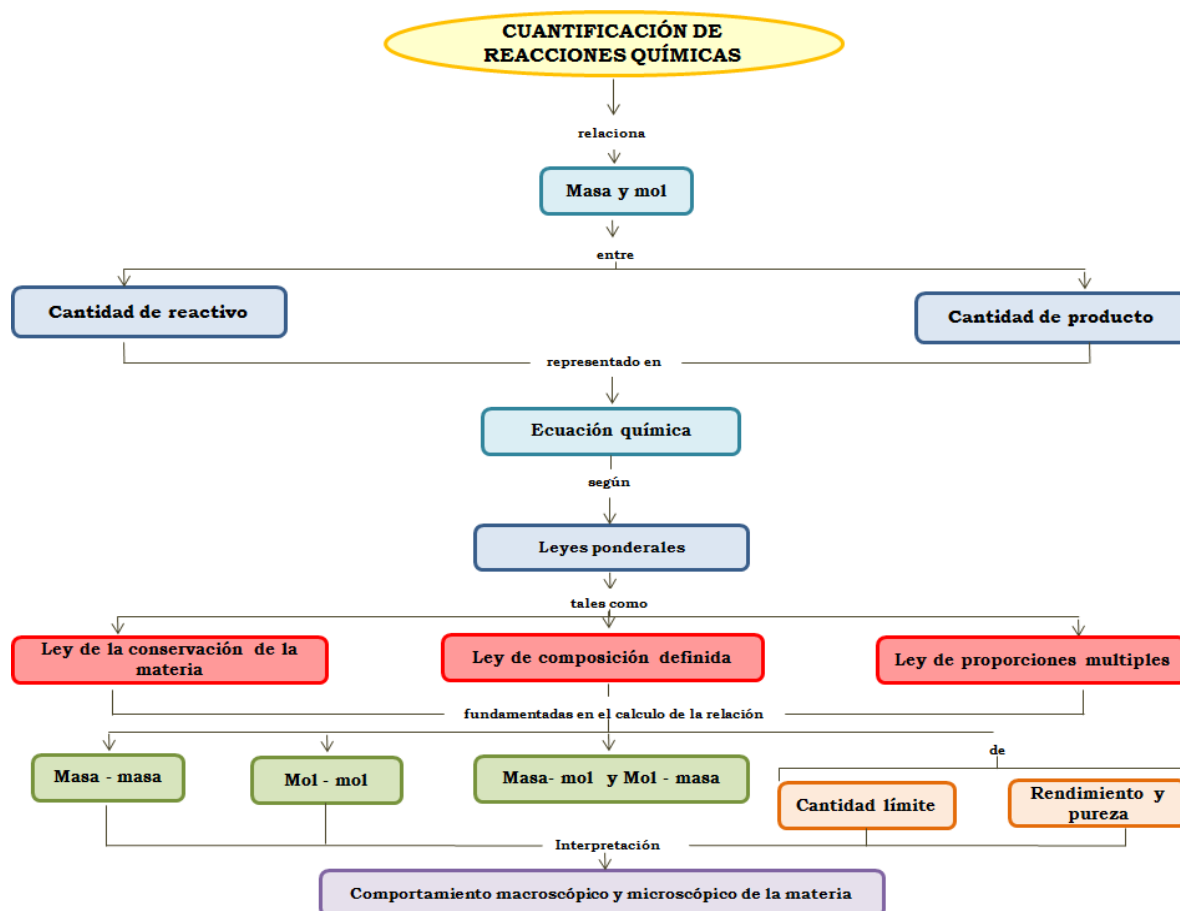 CUANTIFICACIÓN DE
REACCIONES QUÍMICAS
relaciona
Masa y mol
entre
Cantidad de reactivo
Cantidad de producto
representado en
Ecuación química
según
Leyes ponderales
tales como
Ley de la conservación de la
materia
Ley de composición definida
Ley de proporciones multiples
fundamentadas en el calculo de la relación
de
Masa - masa
Mol - mol
Masa- mol y Mol - masa
Cantidad límite
Rendimiento y
pureza
Interpretación
Comportamiento macroscópico y microscópico de la materia